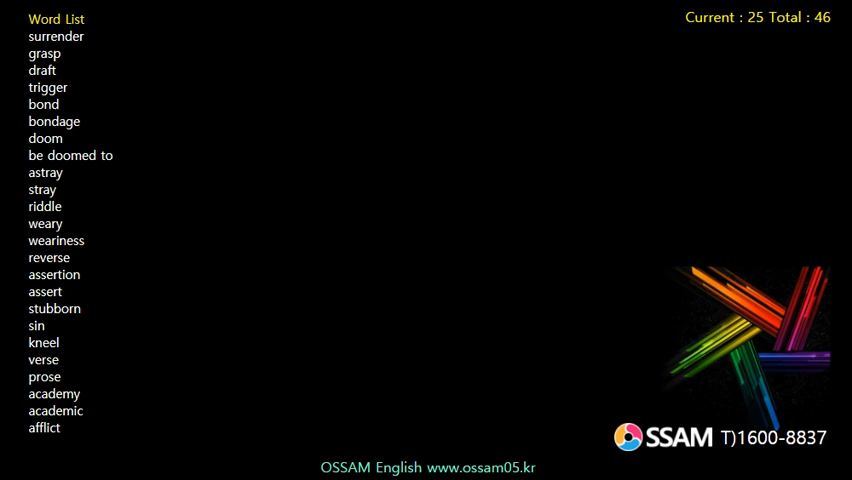 Word List
Current : 25 Total : 46
surrender
grasp
draft
trigger
bond
bondage
doom
be doomed to
astray
stray
riddle
weary
weariness
reverse
assertion
assert
stubborn
sin
kneel
verse
prose
academy
academic
afflict
OSSAM T)1600-8837
OSSAM English www.ossam05.kr